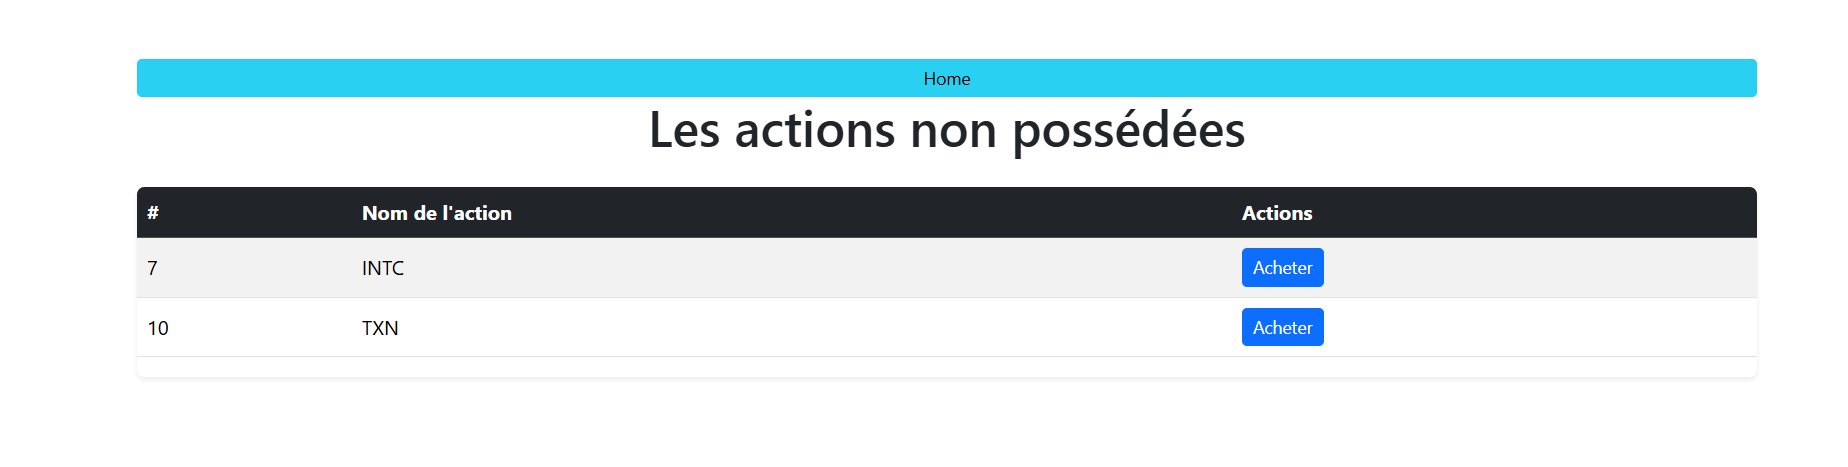 Home
Les actions non possédées
# Nom de l'action Actions
7 INTC Acheter
10 TXN Acheter